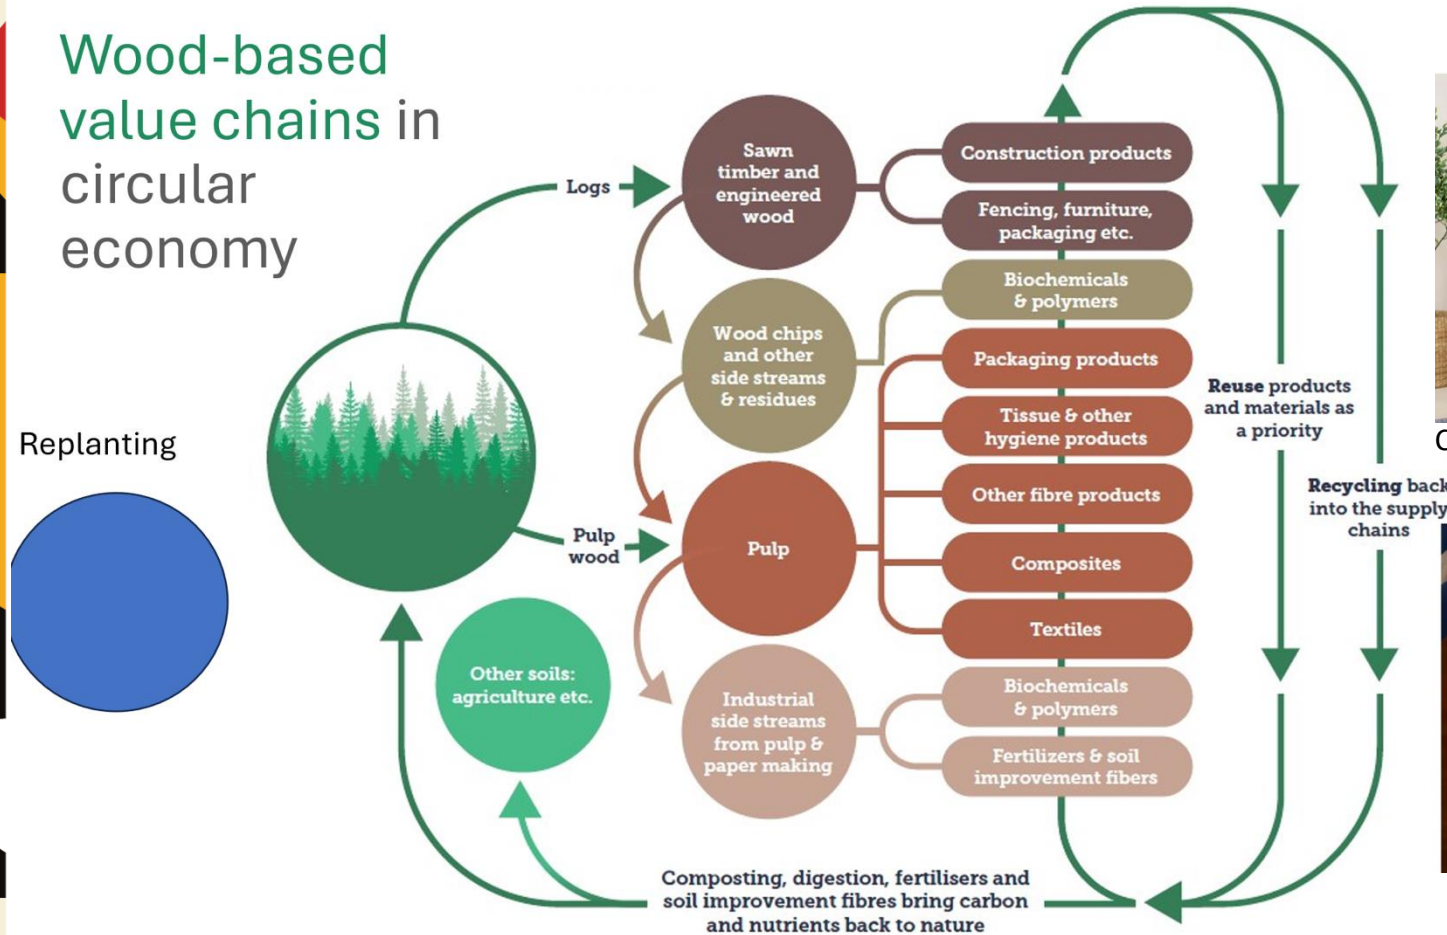 Wood-based
value chains in
circular
economy
Replanting
Logs
Pulp
wood
Sawn
timber and
engineered
wood
Wood chips
and other
side streams
& residues
Pulp
Industrial
side streams
from pulp &
paper making
Other soils:
agriculture etc.
Construction products
Fencing, furniture,
packaging etc.
Biochemicals
& polymers
Packaging products
Tissue & other
hygiene products
Other fibre products
Composites
Textiles
Biochemicals
& polymers
Fertilizers & soil
improvement fibers
Reuse products
and materials as
a priority
Recycling back
into the supply
chains
Composting, digestion, fertilisers and
soil improvement fibres bring carbon
and nutrients back to nature